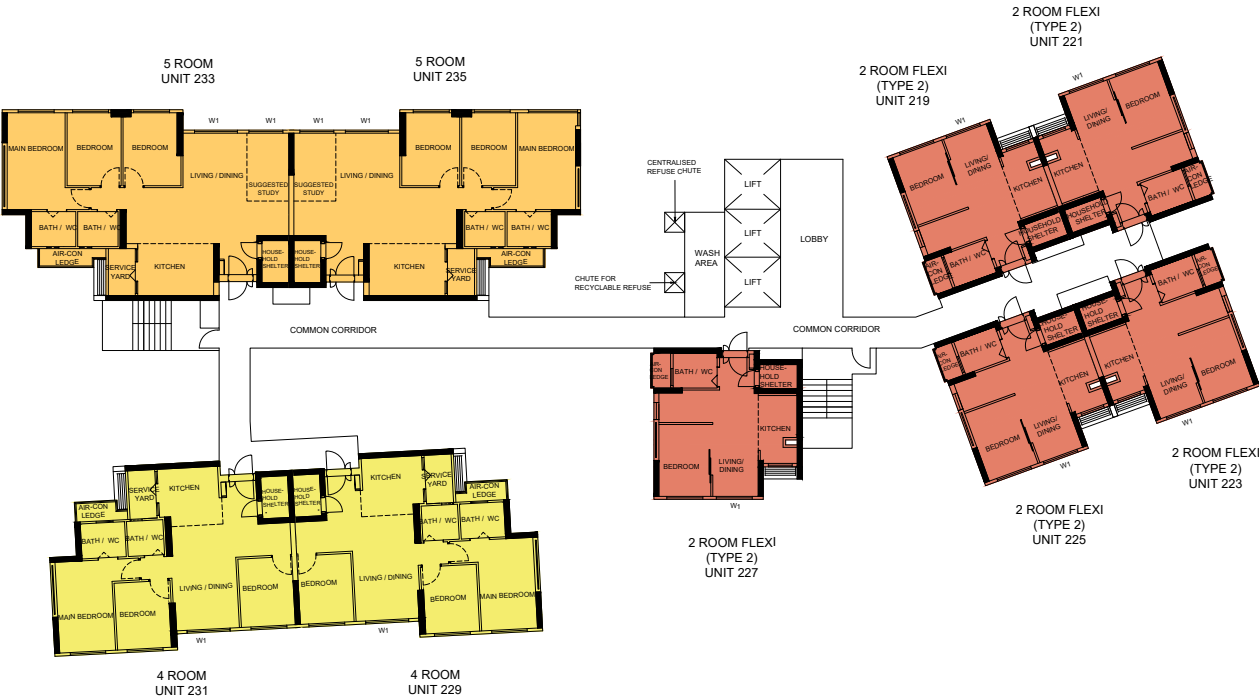 2 ROOM FLEXI
(TYPE 2)
UNIT 221
5 ROOM
UNIT 233
5 ROOM
UNIT 235
2 ROOM FLEXI
(TYPE 2)
UNIT 219
W1
W1
W1
W1
MAIN BEDROOM
BEDROOM
BEDROOM
LIVING / DINING
SUGGESTED
STUDY
BATH / WC
BATH / WC
AIR-CON
LEDGE
SERVICE
YARD
KITCHEN
HOUSE-
HOLD
SHELTER
SUGGESTED
STUDY
LIVING / DINING
BEDROOM
BEDROOM
MAIN BEDROOM
BATH / WC
BATH / WC
AIR-CON
LEDGE
HOUSE-
HOLD
SHELTER
KITCHEN
SERVICE
YARD
CENTRALISED
REFUSE CHUTE
LIFT
LIFT
LIFT
LOBBY
WASH
AREA
CHUTE FOR
RECYCLABLE REFUSE
COMMON CORRIDOR
COMMON CORRIDOR
W1
BEDROOM
LIVING/
DINING
KITCHEN
HOUSEHOLD
SHELTER
BATH / WC
AIR-
CON
LEDGE
W1
LIVING/
DINING
BEDROOM
KITCHEN
HOUSEHOLD
SHELTER
BATH / WC
AIR-
CON
LEDGE
AIR-
CON
LEDGE
BATH / WC
HOUSE-
HOLD
SHELTER
KITCHEN
BEDROOM
LIVING/
DINING
W1
HOUSE-
HOLD
SHELTER
BATH / WC
AIR-
CON
LEDGE
KITCHEN
LIVING/
DINING
BEDROOM
W1
AIR-
CON
LEDGE
BATH / WC
HOUSE-
HOLD
SHELTER
KITCHEN
BEDROOM
LIVING/
DINING
W1
2 ROOM FLEXI
(TYPE 2)
UNIT 223
2 ROOM FLEXI
(TYPE 2)
UNIT 225
2 ROOM FLEXI
(TYPE 2)
UNIT 227
AIR-CON
LEDGE
SERVICE
YARD
KITCHEN
HOUSE-
HOLD
SHELTER
BATH / WC
BATH / WC
MAIN BEDROOM
BEDROOM
LIVING / DINING
BEDROOM
W1
HOUSE-
HOLD
SHELTER
KITCHEN
SERVICE
YARD
AIR-CON
LEDGE
BATH / WC
BATH / WC
BEDROOM
LIVING / DINING
BEDROOM
MAIN BEDROOM
W1
4 ROOM
UNIT 231
4 ROOM
UNIT 229